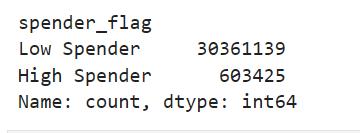 spender_flag
Low Spender     30361139
High Spender      603425
Name: count, dtype: int64